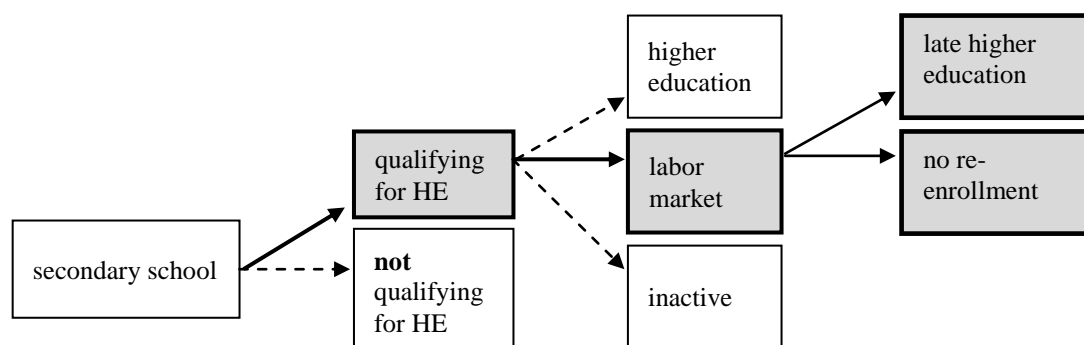 secondary school
qualifying
for HE
not
qualifying
for HE
higher
education
labor
market
inactive
late higher
education
no re-
enrollment